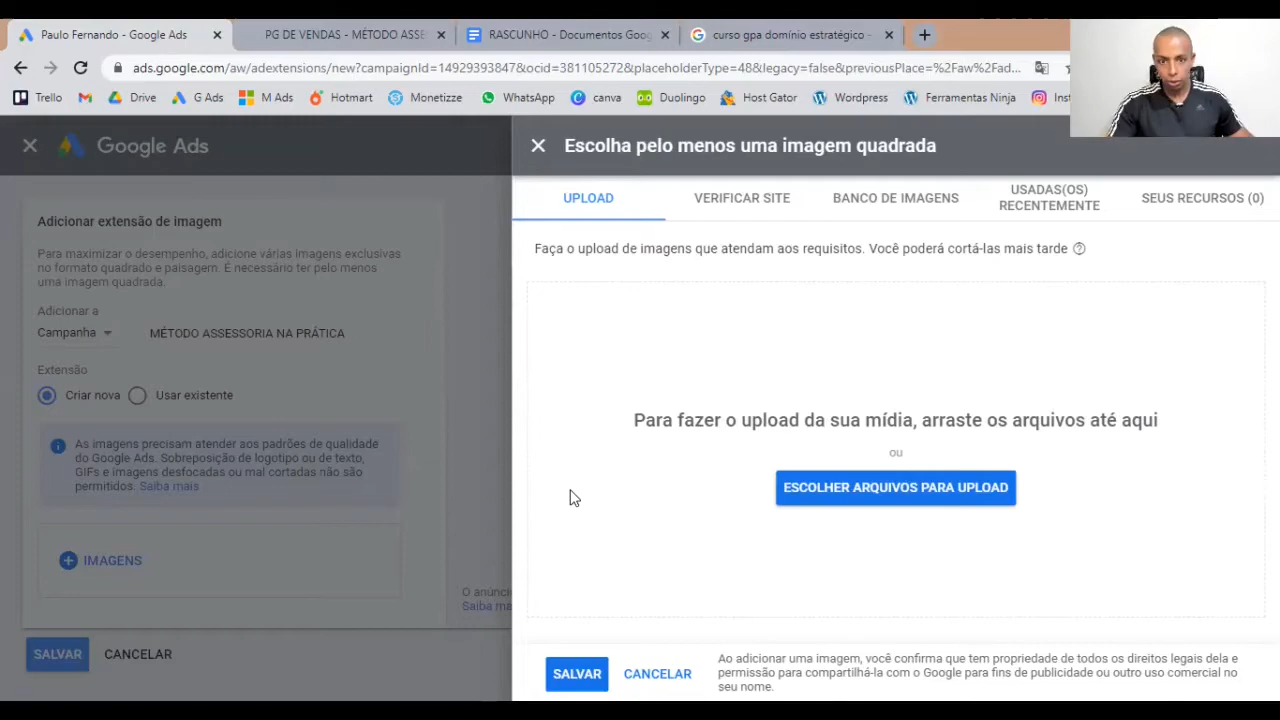 Paulo Fernando - Google Ads
PG DE VENDAS - MÉTODO ASSE
RASCUNHO - Documentos Goog
curso gpa domínio estratégico -
ads.google.com/aw/adextensions/new?campaignId=14929393847&ocid=381105272&placeholderType=48&legacy=false&previousPlace=%2Faw%2Fad...
Trello
Drive
G Ads
M Ads
Hotmart
Monetizze
WhatsApp
canva
Duolingo
Host Gator
Wordpress
Ferramentas Ninja
Inst
Google Ads
Escolha pelo menos uma imagem quadrada
UPLOAD
VERIFICAR SITE
BANCO DE IMAGENS
USADAS(OS)
RECENTEMENTE
SEUS RECURSOS (0)
Adicionar extensão de imagem
Para maximizar o desempenho, adicione várias imagens exclusivas
no formato quadrado e paisagem. É necessário ter pelo menos
uma imagem quadrada.
Adicionar a
Campanha
MÉTODO ASSESSORIA NA PRÁTICA
Extensão
Criar nova
Usar existente
As imagens precisam atender aos padrões de qualidade
do Google Ads. Sobreposição de logotipo ou de texto,
GIFs e imagens desfocadas ou mal cortadas não são
permitidos. Saiba mais
IMAGENS
O anúnc
Saiba ma
SALVAR
CANCELAR
Faça o upload de imagens que atendam aos requisitos. Você poderá cortá-las mais tarde
Para fazer o upload da sua mídia, arraste os arquivos até aqui
ou
ESCOLHER ARQUIVOS PARA UPLOAD
SALVAR
CANCELAR
Ao adicionar uma imagem, você confirma que tem propriedade de todos os direitos legais dela e
permissão para compartilhá-la com o Google para fins de publicidade ou outro uso comercial no
seu nome.